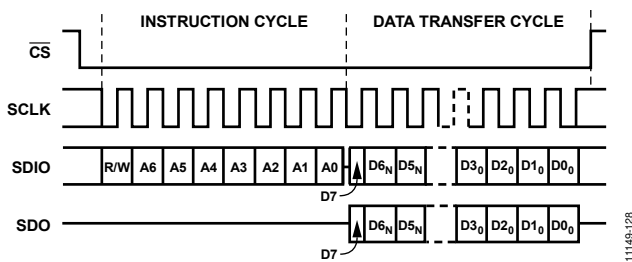 INSTRUCTION CYCLE DATA TRANSFER CYCLE
CS
SCLK
SDIO R/W A6 A5 A4 A3 A2 A1 A0 D6N D5N D30 D20 D10 D00
D7
SDO D6N D5N D30 D20 D10 D00
D7
11149-128